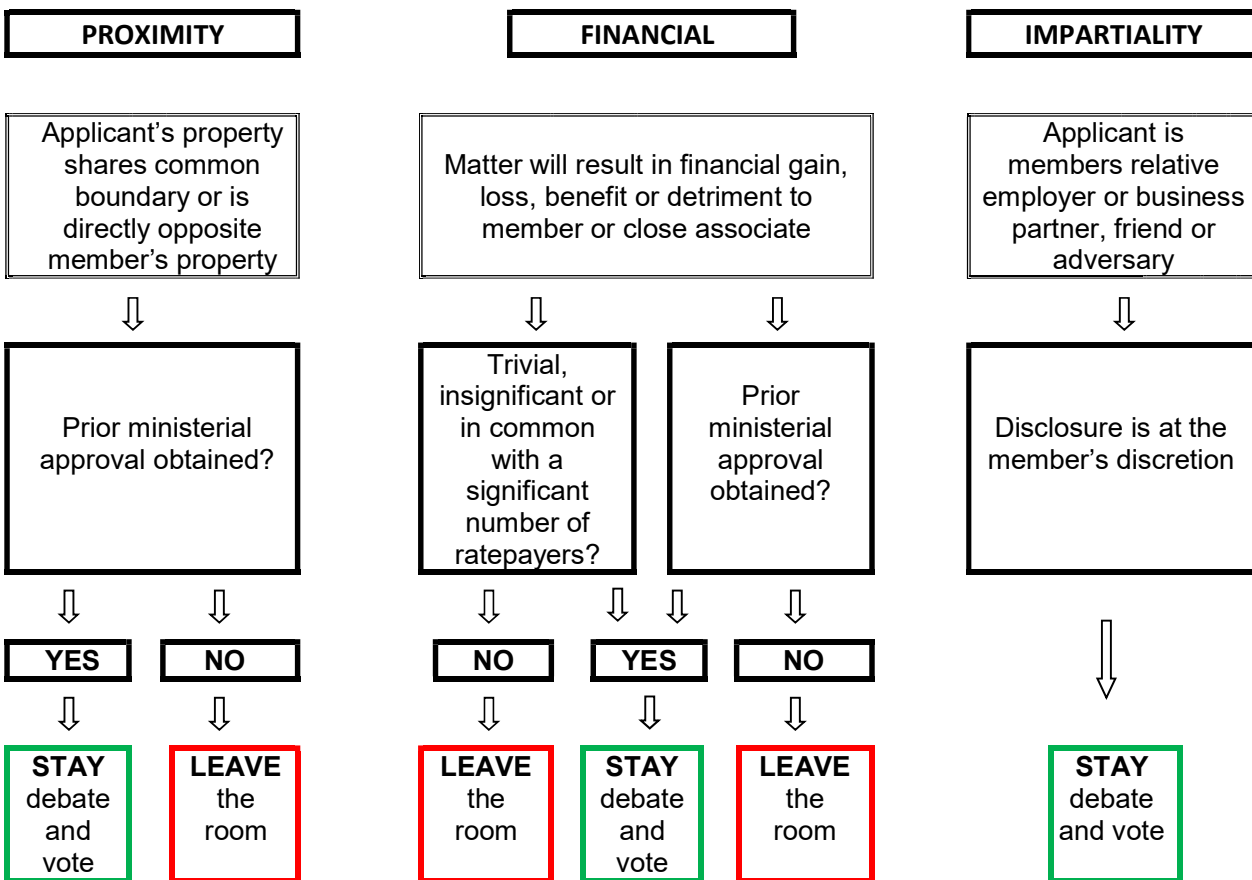 PROXIMITY
FINANCIAL
IMPARTIALITY
Applicant’s property
shares common
boundary or is
directly opposite
member’s property
Matter will result in financial gain,
loss, benefit or detriment to
member or close associate
Applicant is
members relative
employer or business
partner, friend or
adversary
Prior ministerial
approval obtained?
Trivial,
insignificant or
in common
with a
significant
number of
ratepayers?
Prior
ministerial
approval
obtained?
Disclosure is at the
member’s discretion
YES
NO
NO
YES
NO
STAY
debate
and
vote
LEAVE
the
room
LEAVE
the
room
STAY
debate
and
vote
LEAVE
the
room
STAY
debate
and vote